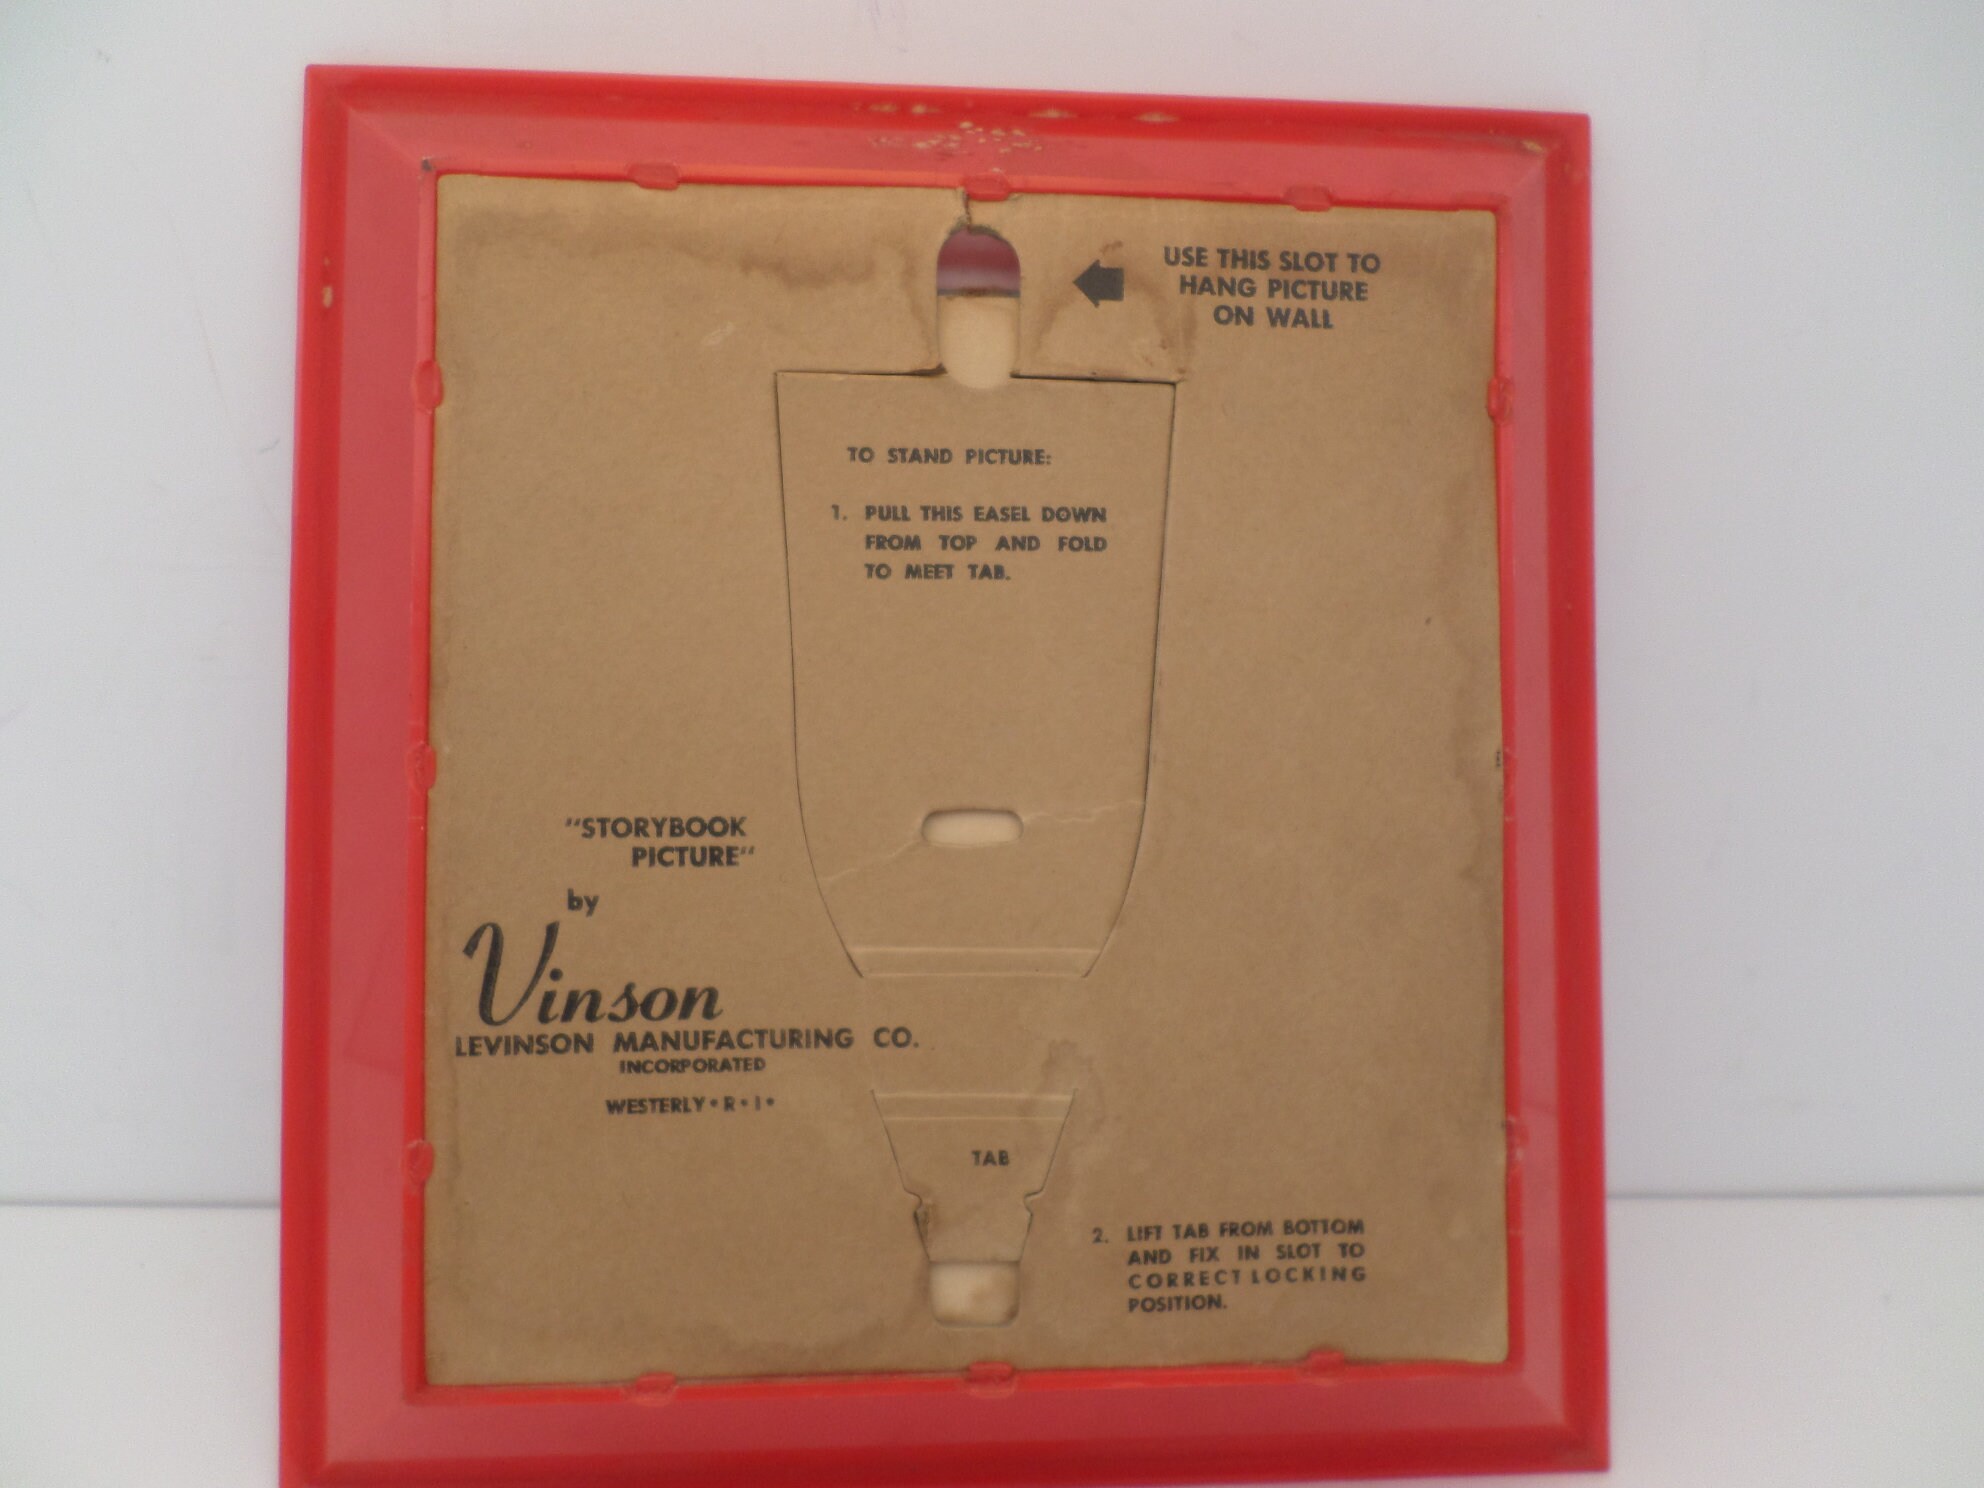 USE THIS SLOT TO
HANG PICTURE
ON WALL
TO STAND PICTURE:
1. PULL THIS EASEL DOWN
FROM TOP AND FOLD
TO MEET TAB.
"STORYBOOK
PICTURE"
by
Vinson
LEVINSON MANUFACTURING CO.
INCORPORATED
WESTERLY • R • I •
TAB
2. LIFT TAB FROM BOTTOM
AND FIX IN SLOT TO
CORRECT LOCKING
POSITION.